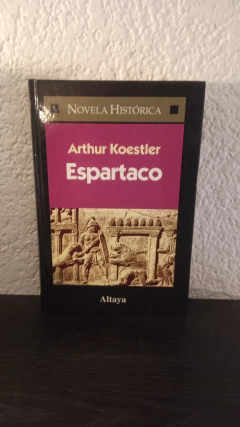 NOVELA HISTÓRICA
Arthur Koestler
Espartaco
Altaya